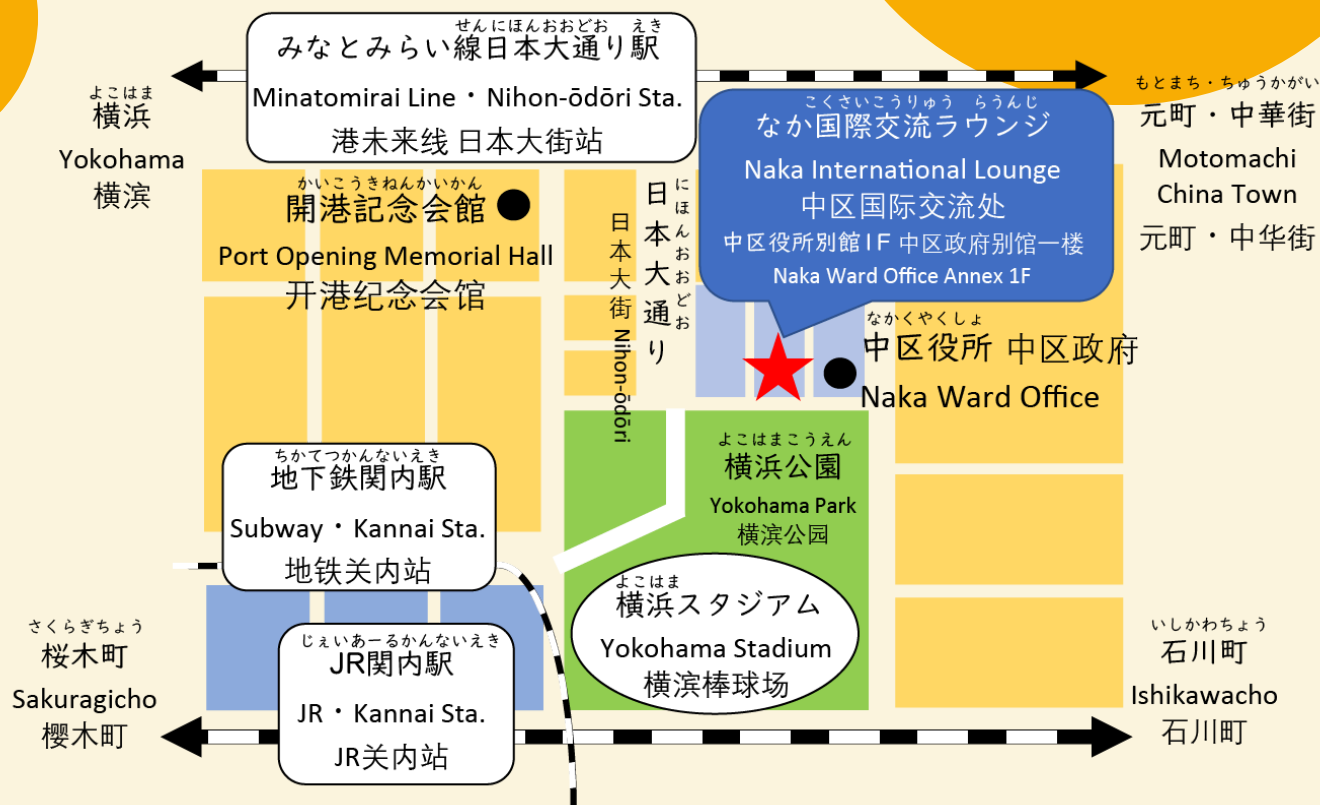 せんにほんおおどお えき
みなとみらい線日本大通り駅
Minatomirai Line・Nihon-ōdōri Sta.
港未来线 日本大街站
よこはま
横浜
Yokohama
横滨
もとまち・ちゅうかがい
元町・中華街
Motomachi
China Town
元町・中华街
こくさいこうりゅう らうんじ
なか国際交流ラウンジ
Naka International Lounge
中区国际交流处
中区役所別館1F 中区政府别馆一楼
Naka Ward Office Annex 1F
かいこうきねんかいかん
開港記念会館
Port Opening Memorial Hall
开港纪念会馆
にほんおおどお
日本大通り
日本大街 Nihon-ōdōri
なかくやくしょ
中区役所 中区政府
Naka Ward Office
よこはまこうえん
横浜公園
Yokohama Park
横滨公园
ちかてつかんないえき
地下鉄関内駅
Subway・Kannai Sta.
地铁关内站
よこはま
横浜スタジアム
Yokohama Stadium
横滨棒球场
じぇいあーるかんないえき
JR関内駅
JR・Kannai Sta.
JR关内站
さくらぎちょう
桜木町
Sakuragicho
樱木町
いしかわちょう
石川町
Ishikawacho
石川町